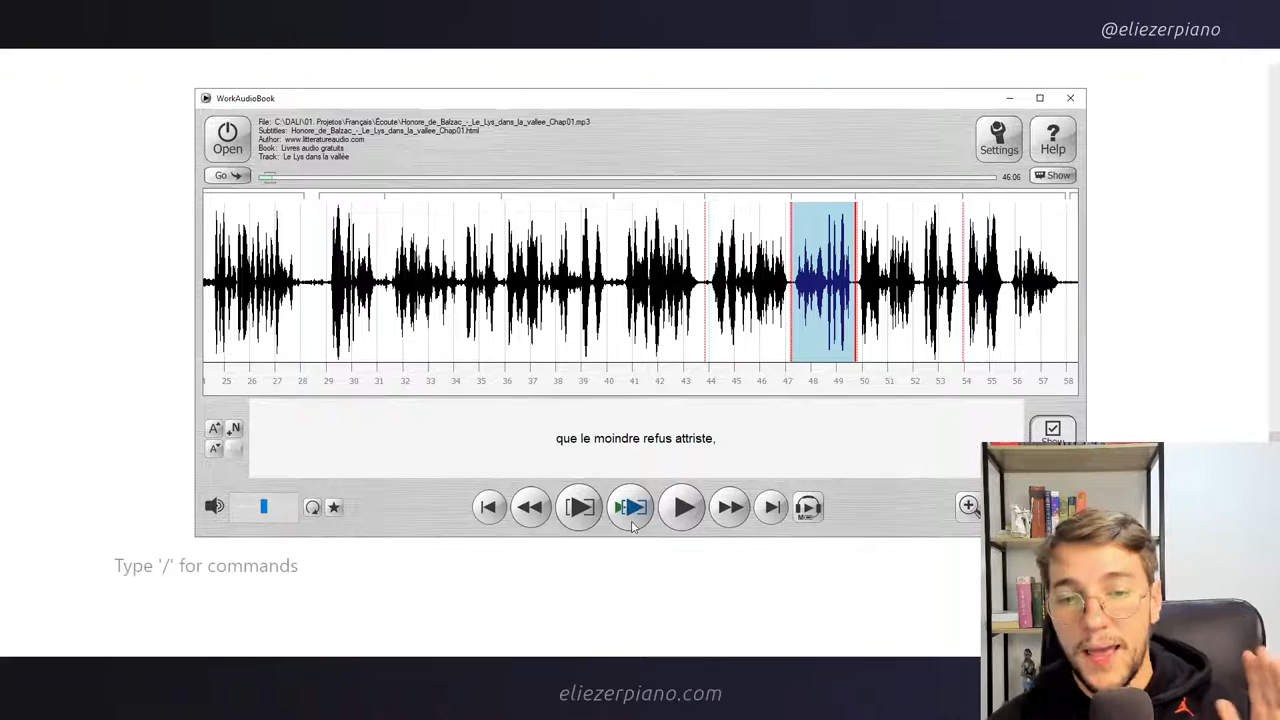 @eliezerpiano
WorkAudioBook
File: C:\DALI\01. Projetos\Français\Écoute\Honore_de_Balzac_-_Le_Lys_dans_la_vallee_Chap01.mp3
Subtitles: Honore_de_Balzac_-_Le_Lys_dans_la_vallee_Chap01.html
Author: www.litteratureaudio.com
Book: Livres audio gratuits
Track: Le Lys dans la vallée
Open
Settings
Help
Go
46:06
Show
25 26 27 28 29 30 31 32 33 34 35 36 37 38 39 40 41 42 43 44 45 46 47 48 49 50 51 52 53 54 55 56 57 58
A N
que le moindre refus attriste,
A
Type '/' for commands
eliezerpiano.com